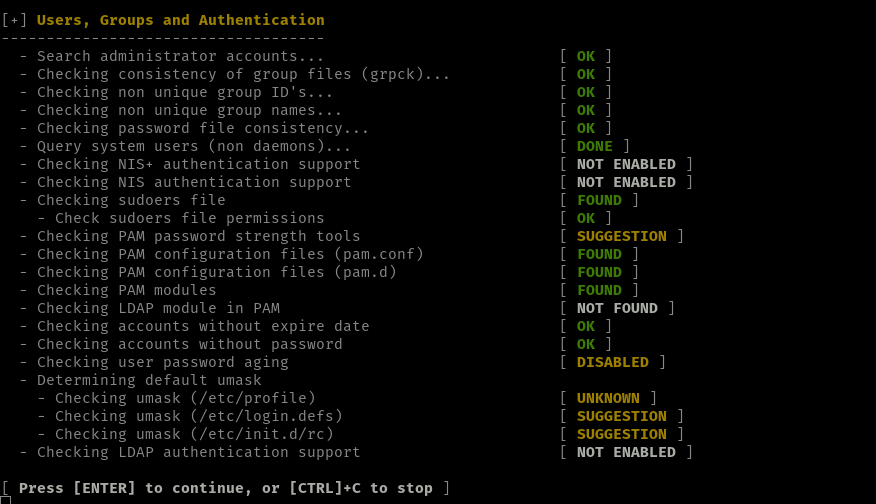 [+] Users, Groups and Authentication
------------------------------------
- Search administrator accounts... [ OK ]
- Checking consistency of group files (grpck)... [ OK ]
- Checking non unique group ID's... [ OK ]
- Checking non unique group names... [ OK ]
- Checking password file consistency... [ OK ]
- Query system users (non daemons)... [ DONE ]
- Checking NIS+ authentication support [ NOT ENABLED ]
- Checking NIS authentication support [ NOT ENABLED ]
- Checking sudoers file [ FOUND ]
- Check sudoers file permissions [ OK ]
- Checking PAM password strength tools [ SUGGESTION ]
- Checking PAM configuration files (pam.conf) [ FOUND ]
- Checking PAM configuration files (pam.d) [ FOUND ]
- Checking PAM modules [ FOUND ]
- Checking LDAP module in PAM [ NOT FOUND ]
- Checking accounts without expire date [ OK ]
- Checking accounts without password [ OK ]
- Checking user password aging [ DISABLED ]
- Determining default umask
- Checking umask (/etc/profile) [ UNKNOWN ]
- Checking umask (/etc/login.defs) [ SUGGESTION ]
- Checking umask (/etc/init.d/rc) [ SUGGESTION ]
- Checking LDAP authentication support [ NOT ENABLED ]
[ Press [ENTER] to continue, or [CTRL]+C to stop ]